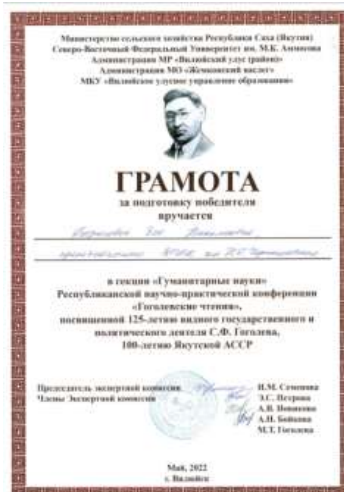 Министерство сельского хозяйства Республики Саха (Якутия)
Северо-Восточный Федеральный Университет им. М.К. Аммосова
Администрация МР «Вилюйский улус (район)»
Администрация МО «Жемконский наслег»
МКУ «Вилюйское улусное управление образованием»
ГРАМОТА
за подготовку победителя
вручается
в секции «Гуманитарные науки»
Республиканской научно-практической конференции
«Гоголевские чтения»,
посвященной 125-летию видного государственного и
политического деятеля С.Ф. Гоголева,
100-летию Якутской АССР
Председатель экспертной комиссии И.М. Семенова
Члены Экспертной комиссии Э.С. Петрова
А.В. Новикова
А.Н. Бойкова
М.Т. Гоголева
Май, 2022
г. Вилюйск